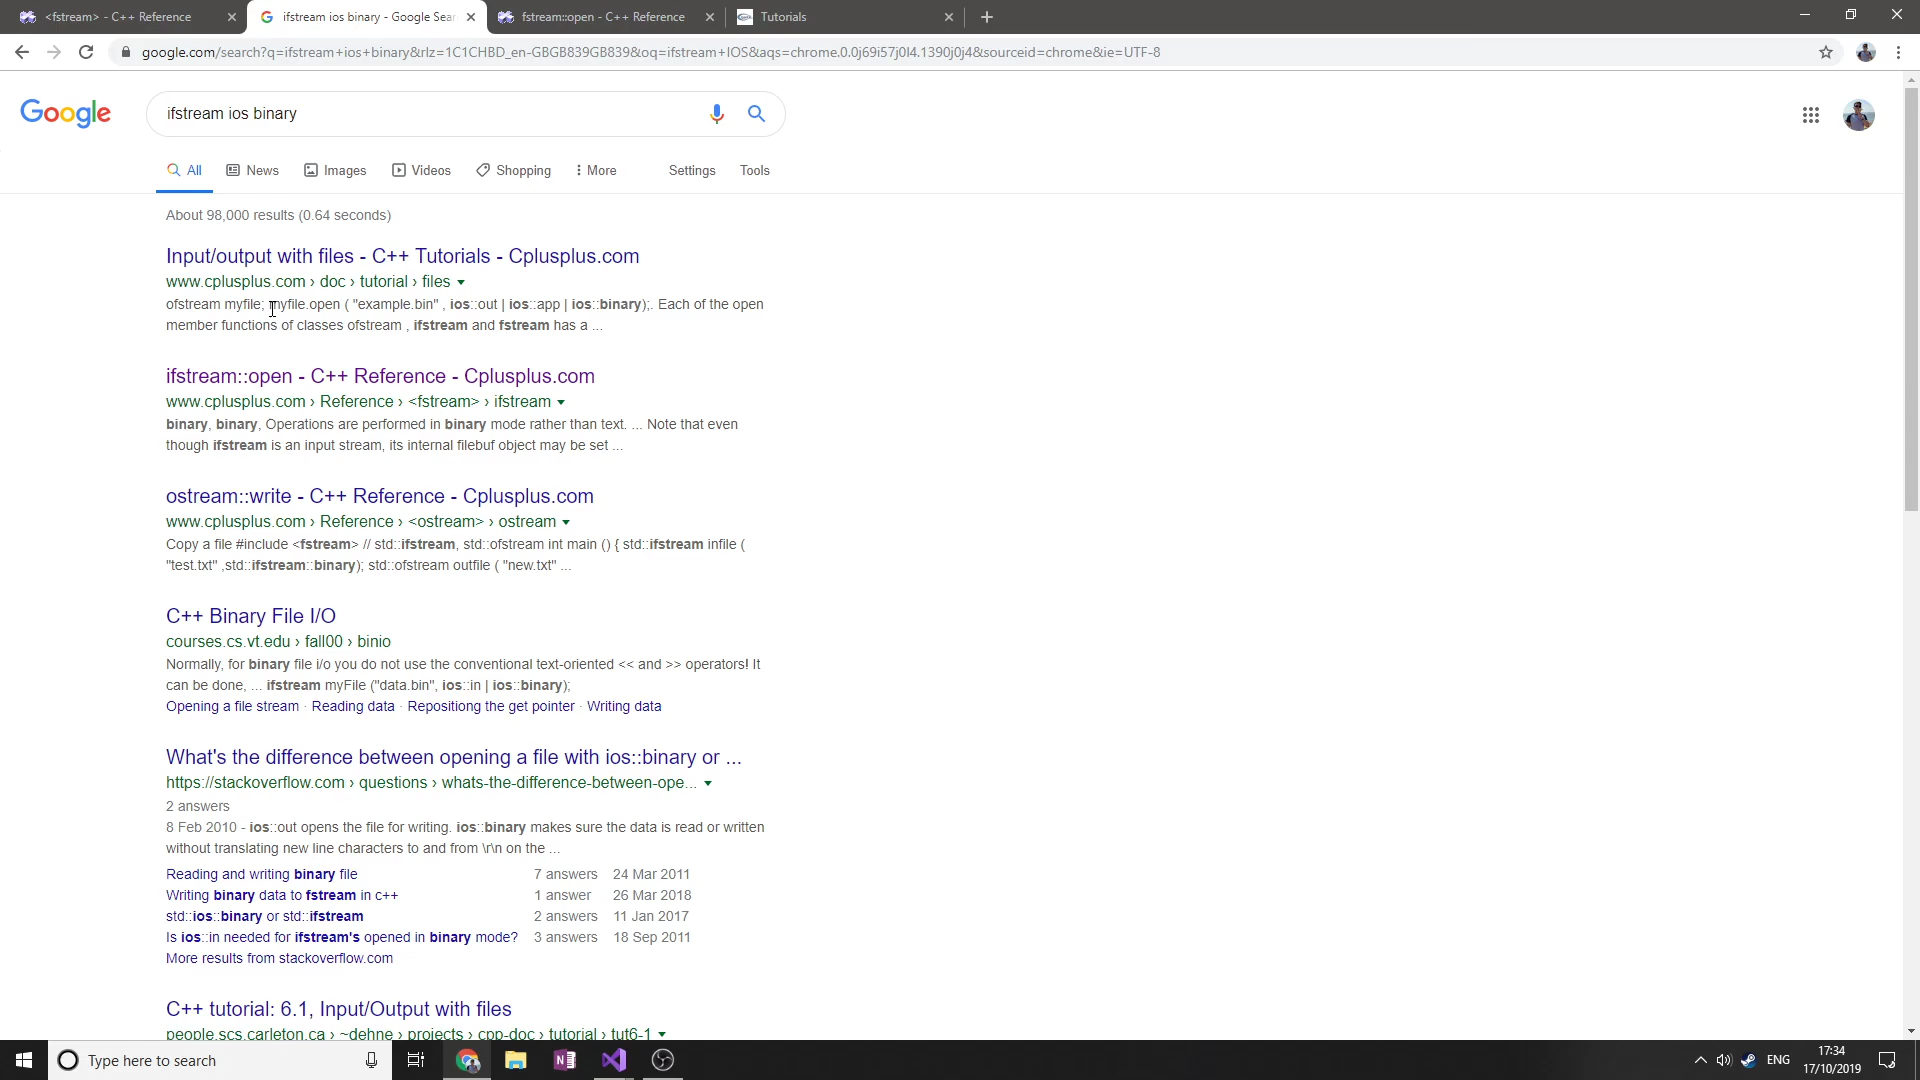 <fstream> - C++ Reference
ifstream ios binary - Google Sear
fstream::open - C++ Reference
Tutorials
google.com/search?q=ifstream+ios+binary&rlz=1C1CHBD_en-GBGB839GB839&oq=ifstream+IOS&aqs=chrome.0.0j69i57j0l4.1390j0j4&sourceid=chrome&ie=UTF-8
Google
ifstream ios binary
All News Images Videos Shopping More Settings Tools
About 98,000 results (0.64 seconds)
Input/output with files - C++ Tutorials - Cplusplus.com
www.cplusplus.com › doc › tutorial › files
ofstream myfile; myfile.open ( "example.bin" , ios::out | ios::app | ios::binary);. Each of the open
member functions of classes ofstream , ifstream and fstream has a ...
ifstream::open - C++ Reference - Cplusplus.com
www.cplusplus.com › Reference › <fstream> › ifstream
binary, binary, Operations are performed in binary mode rather than text. ... Note that even
though ifstream is an input stream, its internal filebuf object may be set ...
ostream::write - C++ Reference - Cplusplus.com
www.cplusplus.com › Reference › <ostream> › ostream
Copy a file #include <fstream> // std::ifstream, std::ofstream int main () { std::ifstream infile (
"test.txt" ,std::ifstream::binary); std::ofstream outfile ( "new.txt" ...
C++ Binary File I/O
courses.cs.vt.edu › fall00 › binio
Normally, for binary file i/o you do not use the conventional text-oriented << and >> operators! It
can be done, ... ifstream myFile ("data.bin", ios::in | ios::binary);
Opening a file stream · Reading data · Repositiong the get pointer · Writing data
What's the difference between opening a file with ios::binary or ...
https://stackoverflow.com › questions › whats-the-difference-between-ope...
2 answers
8 Feb 2010 - ios::out opens the file for writing. ios::binary makes sure the data is read or written
without translating new line characters to and from \r\n on the ...
Reading and writing binary file 7 answers 24 Mar 2011
Writing binary data to fstream in c++ 1 answer 26 Mar 2018
std::ios::binary or std::ifstream 2 answers 11 Jan 2017
Is ios::in needed for ifstream's opened in binary mode? 3 answers 18 Sep 2011
More results from stackoverflow.com
C++ tutorial: 6.1, Input/Output with files
people.scs.carleton.ca › ~dehne › projects › cpp-doc › tutorial › tut6-1
Type here to search
ENG
17:34
17/10/2019